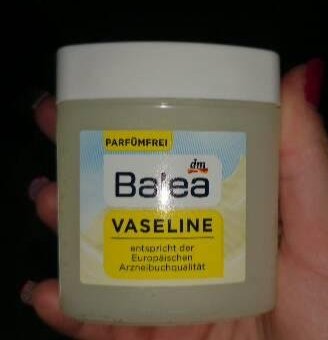 PARFÜMFREI
dm
Balea
VASELINE
entspricht der
Europäischen
Arzneibuchqualität